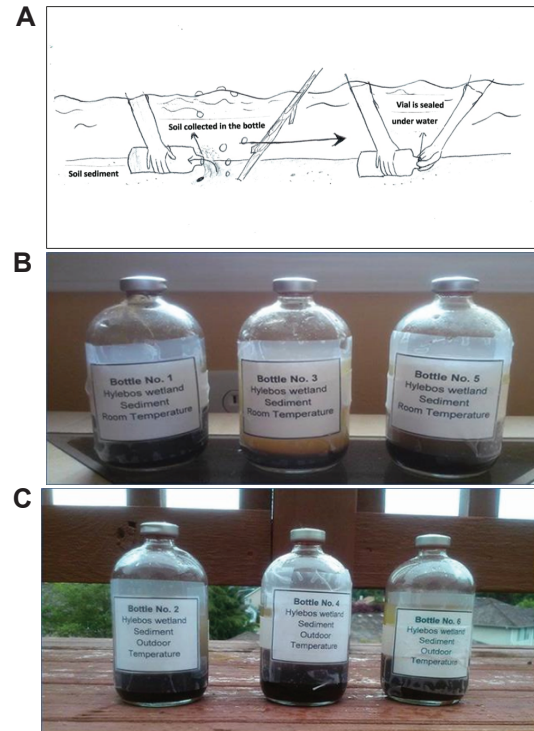 A
Soil collected in the bottle
Vial is sealed
under water
Soil sediment
B
Bottle No. 1
Hylebos wetland
Sediment
Room Temperature
Bottle No. 3
Hylebos wetland
Sediment
Room Temperature
Bottle No. 5
Hylebos wetland
Sediment
Room Temperature
C
Bottle No. 2
Hylebos wetland
Sediment
Outdoor
Temperature
Bottle No. 4
Hylebos wetland
Sediment
Outdoor
Temperature
Bottle No. 6
Hylebos wetland
Sediment
Outdoor
Temperature